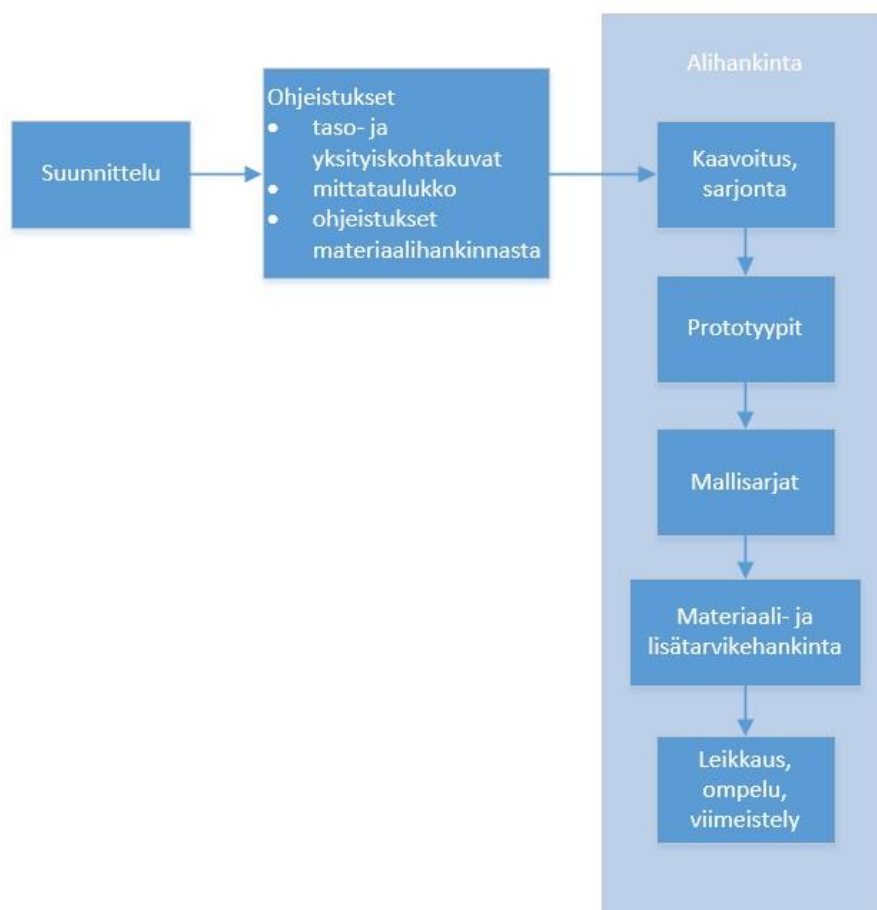 Suunnittelu
Ohjeistukset
• taso- ja
yksityiskohtakuvat
• mittataulukko
• ohjeistukset
materiaalihankinnasta
Alihankinta
Kaavoitus,
sarjonta
Prototyypit
Mallisarjat
Materiaali- ja
lisätarvikehankinta
Leikkaus,
ompelu,
viimeistely